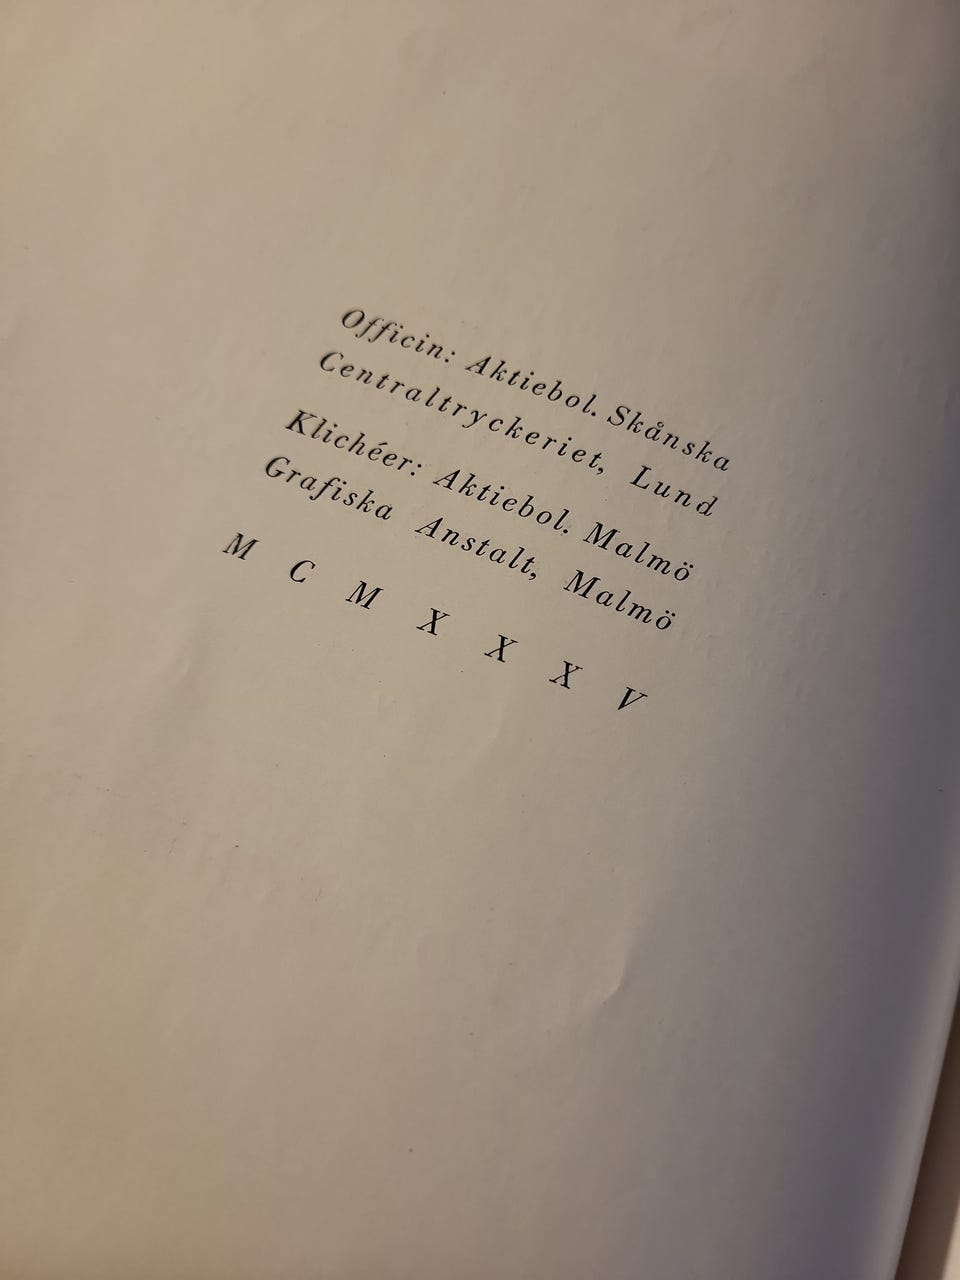 Officin: Aktiebol. Skånska
Centraltryckeriet, Lund
Klichéer: Aktiebol. Malmö
Grafiska Anstalt, Malmö
M C M X X X V